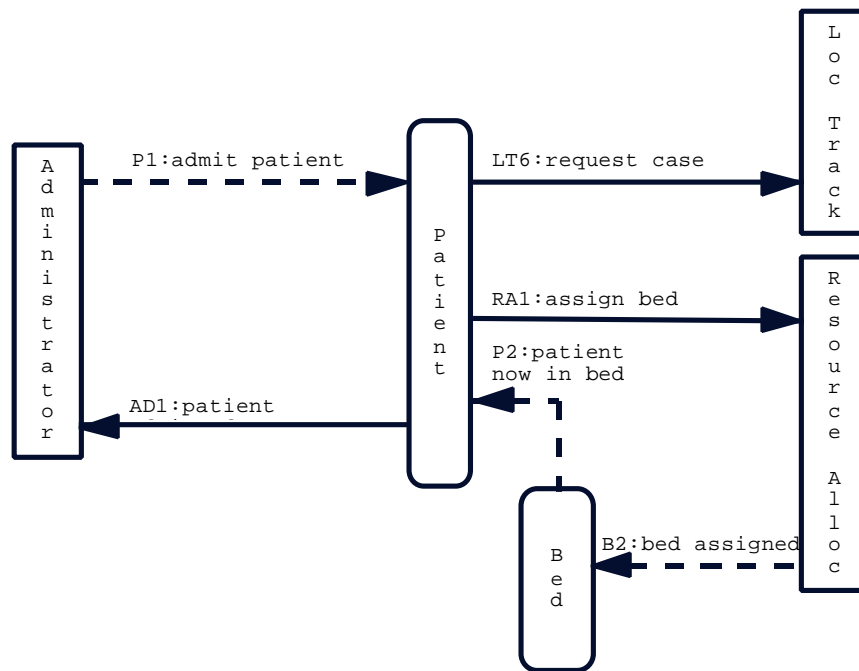 Loc Track
P1:admit patient
LT6:request case
Administrator
Patient
RA1:assign bed
Resource Alloc
P2:patient
now in bed
AD1:patient
B2:bed assigned
Bed